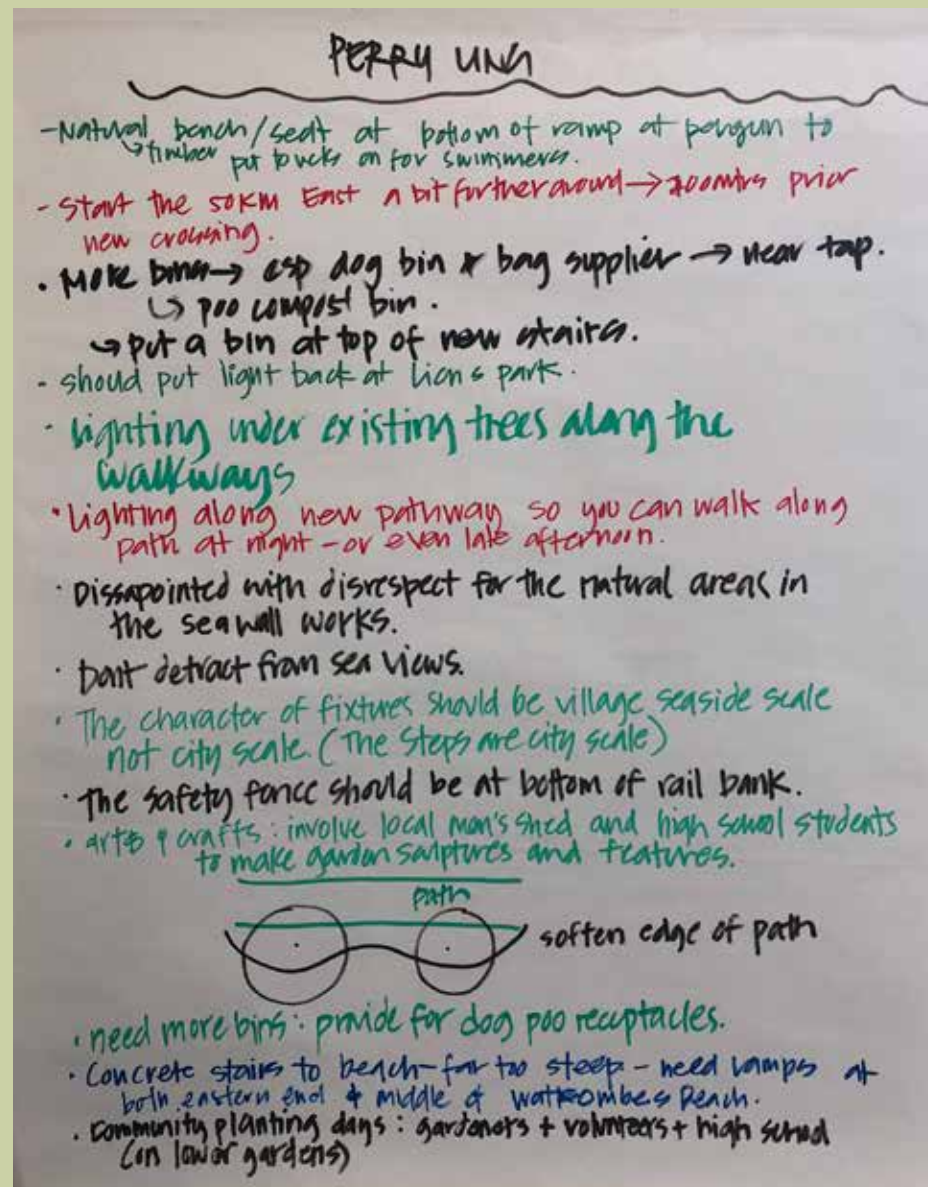 PERRY UNG
-Natural bench/seat at bottom of ramp at penguin to
↳timber put bucks on for swimmers.
- Start the 50KM East a bit further around → 200mtrs prior
new crossing.
• More bins → esp dog bin & bag supplier → near tap.
↳ poo compost bin.
↳ put a bin at top of new stairs.
- should put light back at Lions park.
· Lighting under existing trees along the
walkways
• Lighting along new pathway so you can walk along
path at night - or even late afternoon.
· Dissapointed with disrespect for the natural areas in
the seawall works.
· Dont detract from sea views.
• The character of fixtures should be village seaside scale
not city scale. (The steps are city scale)
· The safety fence should be at bottom of rail bank.
• arts & crafts : involve local men's shed and high school students
to make garden sculptures and features.
path
soften edge of path
• need more bins : provide for dog poo receptacles.
• Concrete stairs to beach - far too steep - need ramps at
both eastern end & middle of Beach.
• Community planting days : gardeners + volunteers + high school
(on lower gardens)